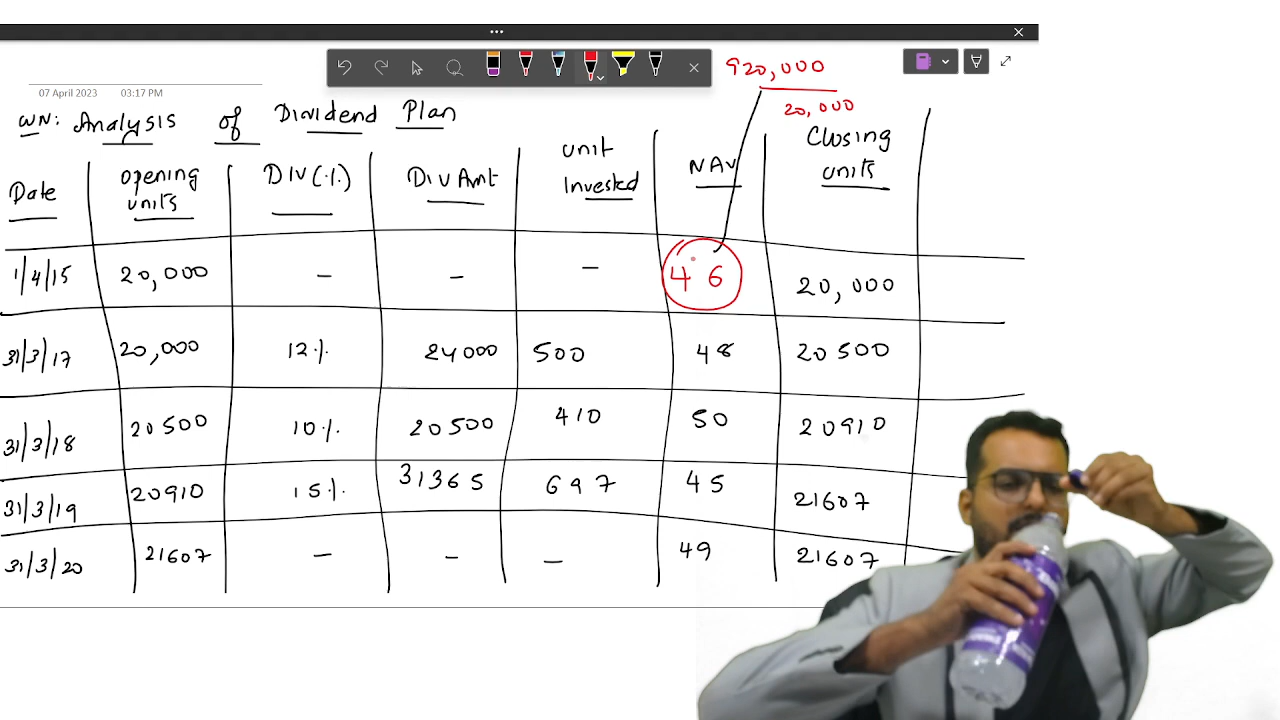 920,000
20,000
07 April 2023 03:17 PM
WN: Analysis of Dividend Plan
Date opening units DIV(%) Div Amt unit Invested NAV Closing units
1/4/15 20,000 – – – 46 20,000
31/3/17 20,000 12% 24000 500 48 20500
31/3/18 20500 10% 20500 410 50 20910
31/3/19 20910 15% 31365 697 45 21607
31/3/20 21607 – – – 49 21607